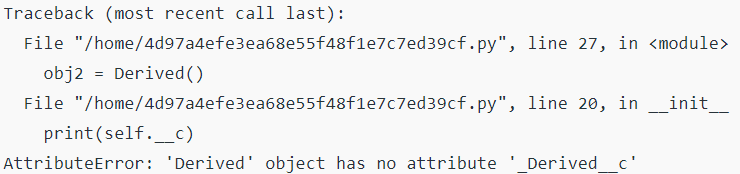 Traceback (most recent call last):
  File "/home/4d97a4efe3ea68e55f48f1e7c7ed39cf.py", line 27, in <module>
    obj2 = Derived()
  File "/home/4d97a4efe3ea68e55f48f1e7c7ed39cf.py", line 20, in __init__
    print(self.__c)
AttributeError: 'Derived' object has no attribute '_Derived__c'